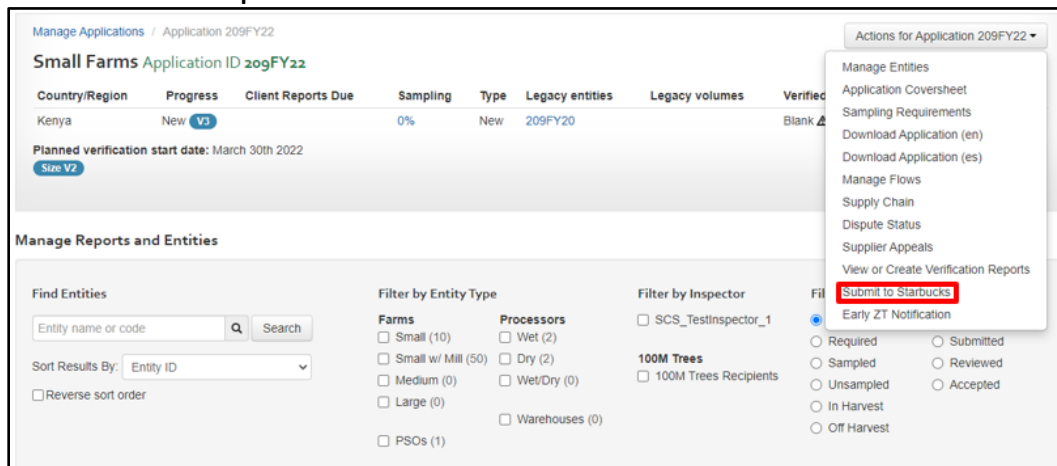 Manage Applications / Application 209FY22
Actions for Application 209FY22
Small Farms Application ID 209FY22
Country/Region Progress Client Reports Due Sampling Type Legacy entities Legacy volumes Verified
Kenya New V3 0% New 209FY20 Blank
Planned verification start date: March 30th 2022
Size V2
Manage Entities
Application Coversheet
Sampling Requirements
Download Application (en)
Download Application (es)
Manage Flows
Supply Chain
Dispute Status
Supplier Appeals
View or Create Verification Reports
Submit to Starbucks
Early ZT Notification
Manage Reports and Entities
Find Entities
Entity name or code Search
Sort Results By: Entity ID
Reverse sort order
Filter by Entity Type
Farms
Small (10)
Small w/ Mill (50)
Medium (0)
Large (0)
PSOs (1)
Processors
Wet (2)
Dry (2)
Wet/Dry (0)
Warehouses (0)
Filter by Inspector
SCS_TestInspector_1
100M Trees
100M Trees Recipients
Fil
Required
Sampled
Unsampled
In Harvest
Off Harvest
Submitted
Reviewed
Accepted